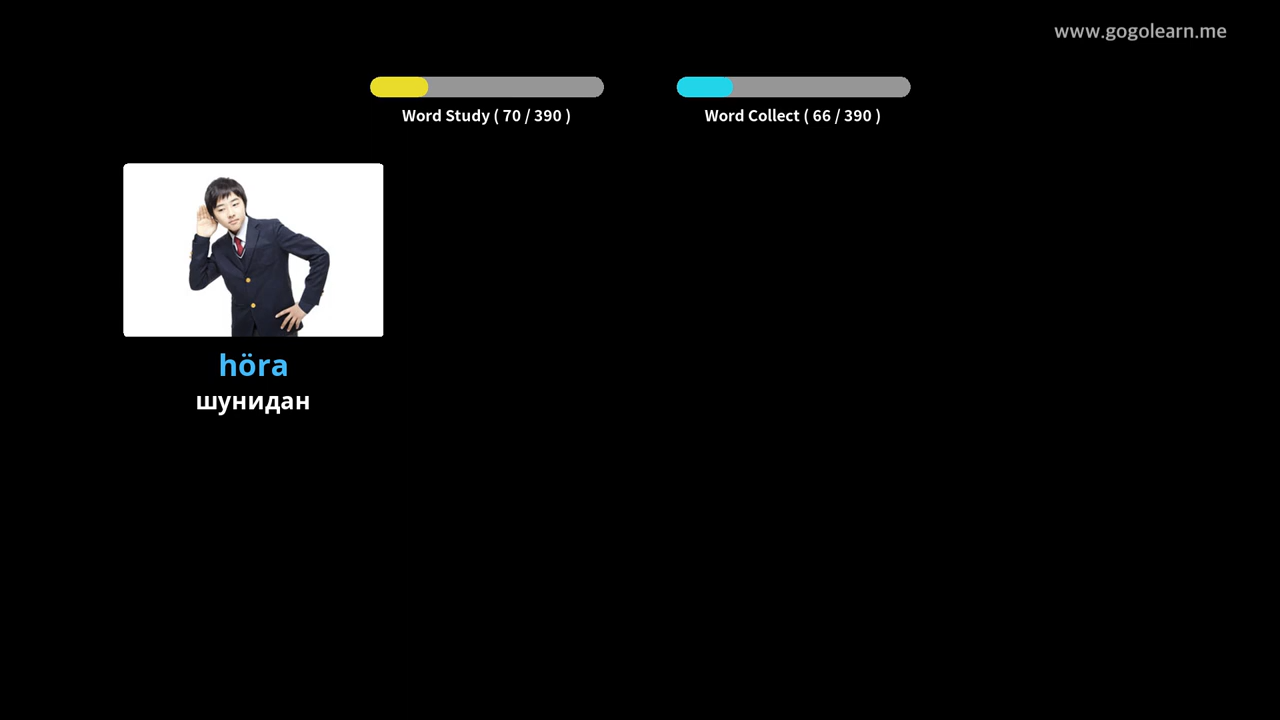 www.gogolearn.me
Word Study ( 70 / 390 )
Word Collect ( 66 / 390 )
höra
шунидан